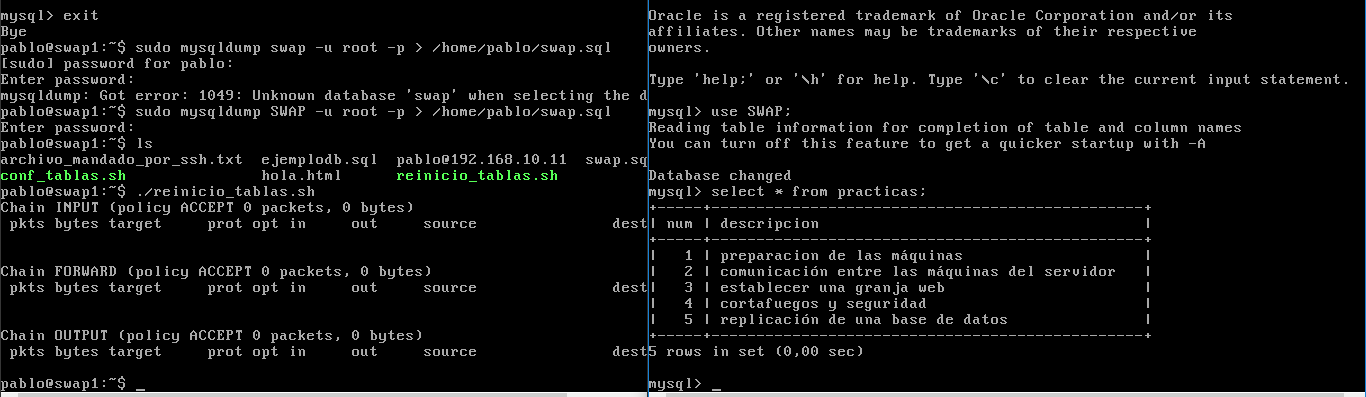 mysql> exit
Bye
pablo@swap1:~$ sudo mysqldump swap -u root -p > /home/pablo/swap.sql
[sudo] password for pablo:
Enter password:
mysqldump: Got error: 1049: Unknown database 'swap' when selecting the d
pablo@swap1:~$ sudo mysqldump SWAP -u root -p > /home/pablo/swap.sql
Enter password:
pablo@swap1:~$ ls
archivo_mandado_por_ssh.txt  ejemplodb.sql  pablo@192.168.10.11  swap.sq
conf_tablas.sh               hola.html      reinicio_tablas.sh
pablo@swap1:~$ ./reinicio_tablas.sh
Chain INPUT (policy ACCEPT 0 packets, 0 bytes)
 pkts bytes target     prot opt in     out     source               dest
Chain FORWARD (policy ACCEPT 0 packets, 0 bytes)
 pkts bytes target     prot opt in     out     source               dest
Chain OUTPUT (policy ACCEPT 0 packets, 0 bytes)
 pkts bytes target     prot opt in     out     source               dest
pablo@swap1:~$ _
Oracle is a registered trademark of Oracle Corporation and/or its
affiliates. Other names may be trademarks of their respective
owners.
Type 'help;' or '\h' for help. Type '\c' to clear the current input statement.
mysql> use SWAP;
Reading table information for completion of table and column names
You can turn off this feature to get a quicker startup with -A
Database changed
mysql> select * from practicas;
+-----+------------------------------------------------+
| num | descripcion                                    |
+-----+------------------------------------------------+
|   1 | preparacion de las máquinas                    |
|   2 | comunicación entre las máquinas del servidor   |
|   3 | establecer una granja web                      |
|   4 | cortafuegos y seguridad                        |
|   5 | replicación de una base de datos               |
+-----+------------------------------------------------+
5 rows in set (0,00 sec)
mysql> _